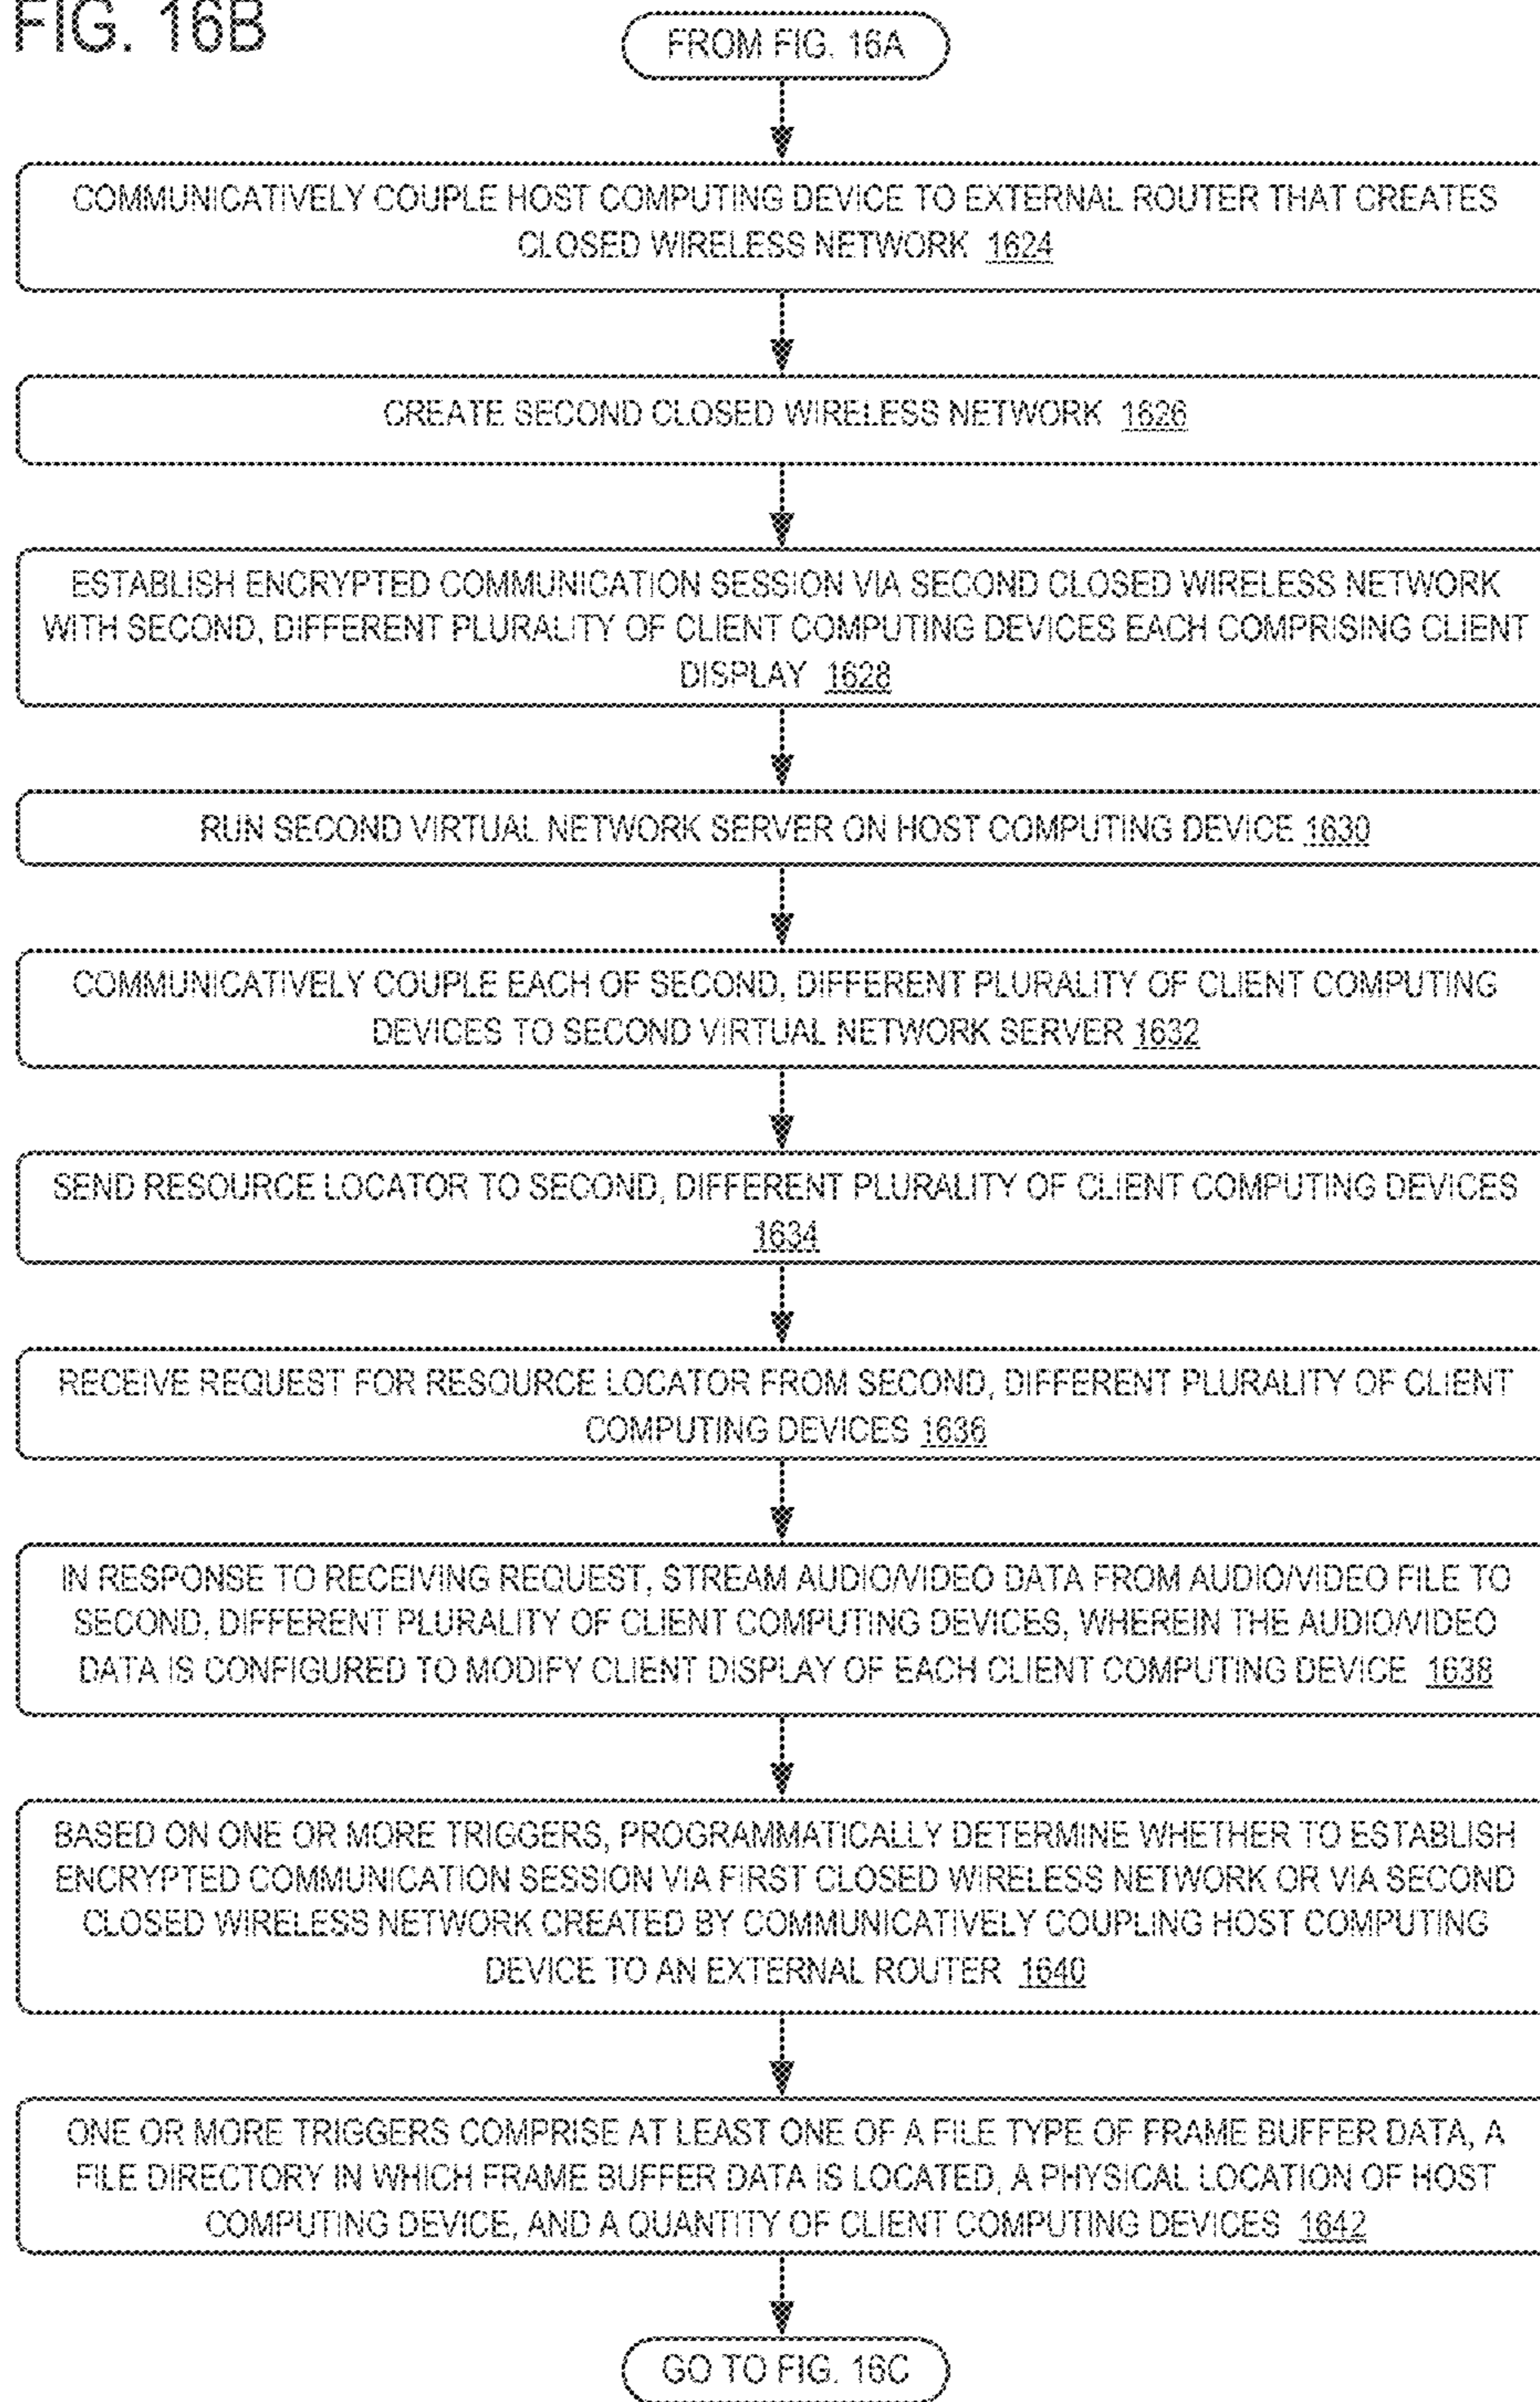 FIG. 16B
FROM FIG. 16A
COMMUNICATIVELY COUPLE HOST COMPUTING DEVICE TO EXTERNAL ROUTER THAT CREATES
CLOSED WIRELESS NETWORK 1624
CREATE SECOND CLOSED WIRELESS NETWORK 1626
ESTABLISH ENCRYPTED COMMUNICATION SESSION VIA SECOND CLOSED WIRELESS NETWORK
WITH SECOND, DIFFERENT PLURALITY OF CLIENT COMPUTING DEVICES EACH COMPRISING CLIENT
DISPLAY 1628
RUN SECOND VIRTUAL NETWORK SERVER ON HOST COMPUTING DEVICE 1630
COMMUNICATIVELY COUPLE EACH OF SECOND, DIFFERENT PLURALITY OF CLIENT COMPUTING
DEVICES TO SECOND VIRTUAL NETWORK SERVER 1632
SEND RESOURCE LOCATOR TO SECOND, DIFFERENT PLURALITY OF CLIENT COMPUTING DEVICES
1634
RECEIVE REQUEST FOR RESOURCE LOCATOR FROM SECOND, DIFFERENT PLURALITY OF CLIENT
COMPUTING DEVICES 1636
IN RESPONSE TO RECEIVING REQUEST, STREAM AUDIO/VIDEO DATA FROM AUDIO/VIDEO FILE TO
SECOND, DIFFERENT PLURALITY OF CLIENT COMPUTING DEVICES, WHEREIN THE AUDIO/VIDEO
DATA IS CONFIGURED TO MODIFY CLIENT DISPLAY OF EACH CLIENT COMPUTING DEVICE 1638
BASED ON ONE OR MORE TRIGGERS, PROGRAMMATICALLY DETERMINE WHETHER TO ESTABLISH
ENCRYPTED COMMUNICATION SESSION VIA FIRST CLOSED WIRELESS NETWORK OR VIA SECOND
CLOSED WIRELESS NETWORK CREATED BY COMMUNICATIVELY COUPLING HOST COMPUTING
DEVICE TO AN EXTERNAL ROUTER 1640
ONE OR MORE TRIGGERS COMPRISE AT LEAST ONE OF A FILE TYPE OF FRAME BUFFER DATA, A
FILE DIRECTORY IN WHICH FRAME BUFFER DATA IS LOCATED, A PHYSICAL LOCATION OF HOST
COMPUTING DEVICE, AND A QUANTITY OF CLIENT COMPUTING DEVICES 1642
GO TO FIG. 16C